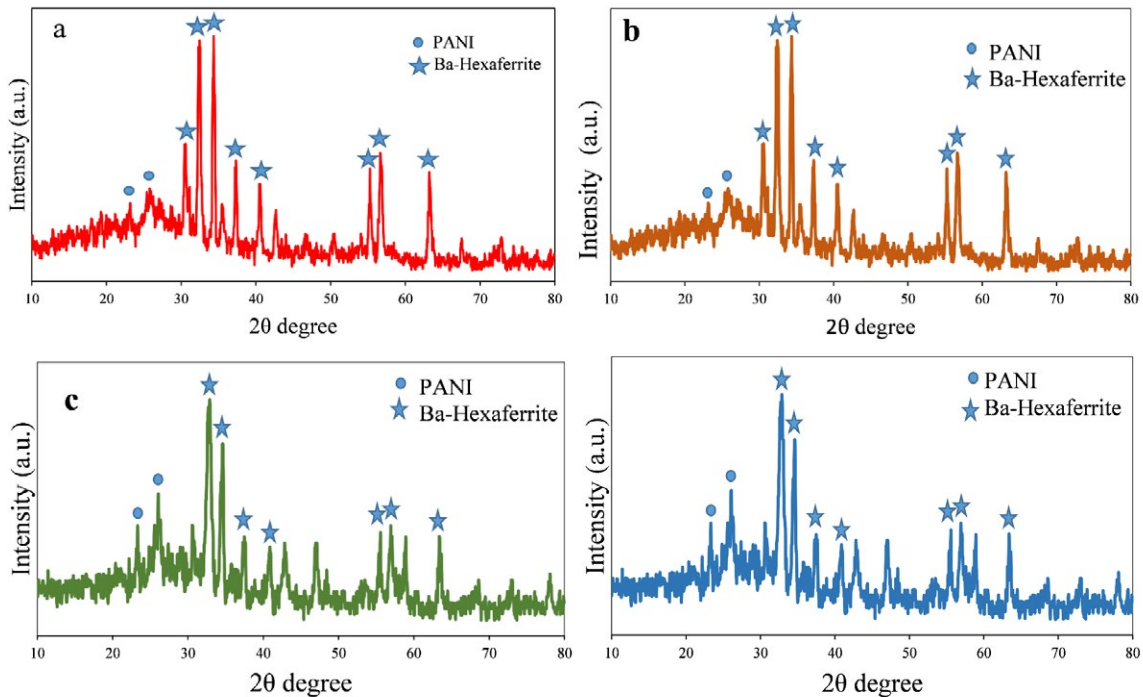 a
PANI
Ba-Hexaferrite
Intensity (a.u.)
10 20 30 40 50 60 70 80
2θ degree
b
PANI
Ba-Hexaferrite
Intensity (a.u.)
10 20 30 40 50 60 70 80
2θ degree
c
PANI
Ba-Hexaferrite
Intensity (a.u.)
10 20 30 40 50 60 70 80
2θ degree
PANI
Ba-Hexaferrite
Intensity (a.u.)
10 20 30 40 50 60 70 80
2θ degree